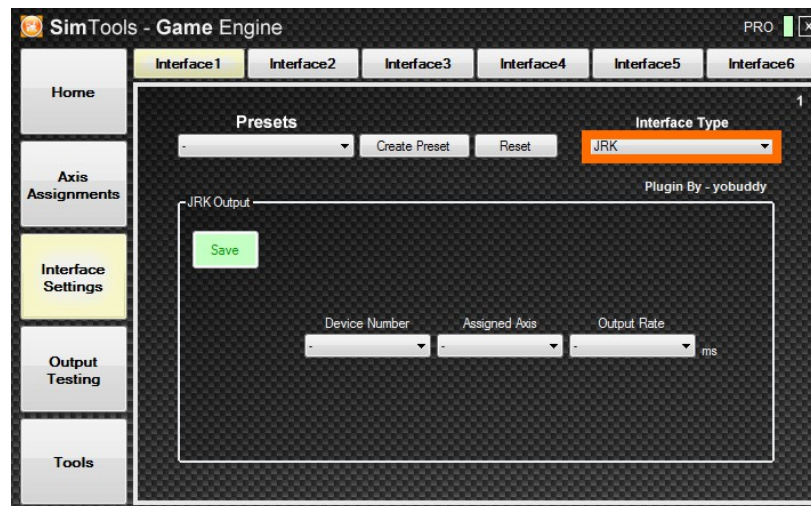 SimTools - Game Engine
PRO
Interface1 Interface2 Interface3 Interface4 Interface5 Interface6
Home
Axis
Assignments
Interface
Settings
Output
Testing
Tools
1
Presets
-
Create Preset
Reset
Interface Type
JRK
Plugin By - yobuddy
JRK Output
Save
Device Number Assigned Axis Output Rate
- - - ms